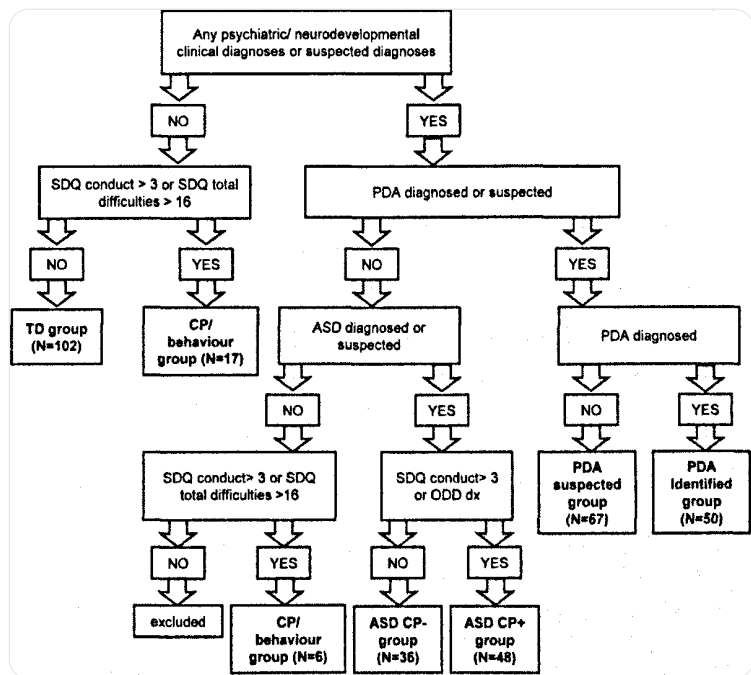 Any psychiatric/ neurodevelopmental
clinical diagnoses or suspected diagnoses
NO
YES
SDQ conduct > 3 or SDQ total
difficulties > 16
PDA diagnosed or suspected
NO
YES
NO
YES
TD group
(N=102)
CP/
behaviour
group (N=17)
ASD diagnosed or
suspected
PDA diagnosed
NO
YES
NO
YES
SDQ conduct> 3 or SDQ
total difficulties >16
SDQ conduct> 3
or ODD dx
PDA
suspected
group
(N=67)
PDA
Identified
group
(N=50)
NO
YES
NO
YES
excluded
CP/
behaviour
group (N=6)
ASD CP-
group
(N=36)
ASD CP+
group
(N=48)